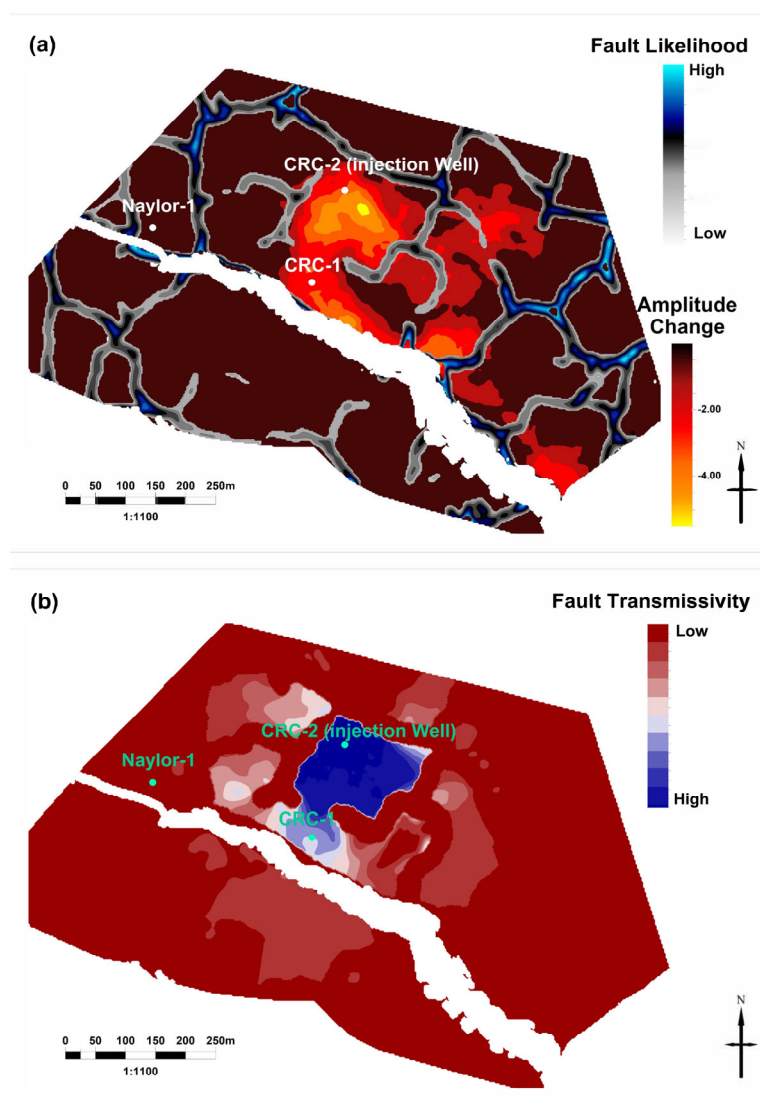 (a)
Fault Likelihood
High
Low
CRC-2 (injection Well)
Naylor-1
CRC-1
Amplitude
Change
-2.00
-4.00
N
0 50 100 150 200 250m
1:1100
(b)
Fault Transmissivity
Low
High
CRC-2 (injection Well)
Naylor-1
CRC-1
N
0 50 100 150 200 250m
1:1100